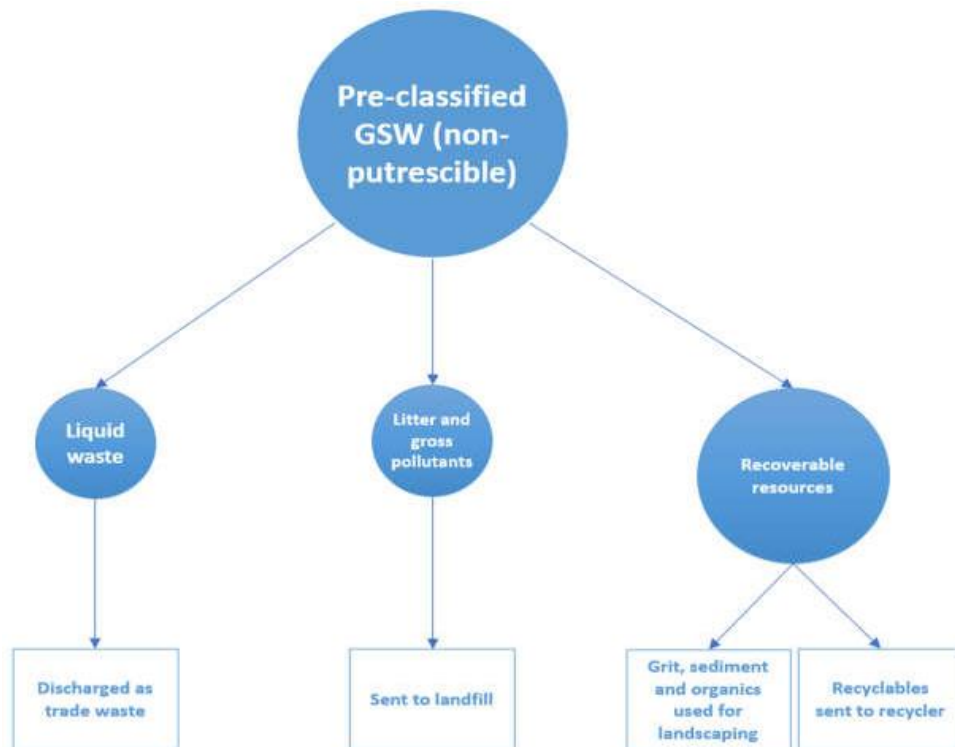 Pre-classified
GSW (non-
putrescible)
Liquid
waste
Litter and
gross
pollutants
Recoverable
resources
Discharged as
trade waste
Sent to landfill
Grit, sediment
and organics
used for
landscaping
Recyclables
sent to recycler